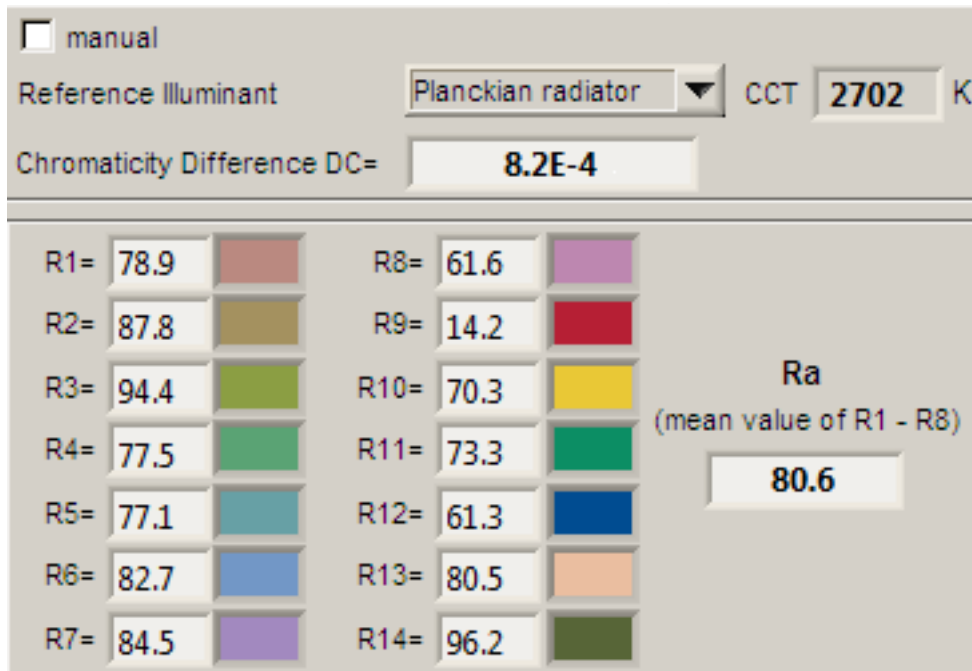 manual
Reference Illuminant Planckian radiator CCT 2702 K
Chromaticity Difference DC= 8.2E-4
R1= 78.9 R8= 61.6
R2= 87.8 R9= 14.2
R3= 94.4 R10= 70.3
R4= 77.5 R11= 73.3
R5= 77.1 R12= 61.3
R6= 82.7 R13= 80.5
R7= 84.5 R14= 96.2
Ra
(mean value of R1 - R8)
80.6